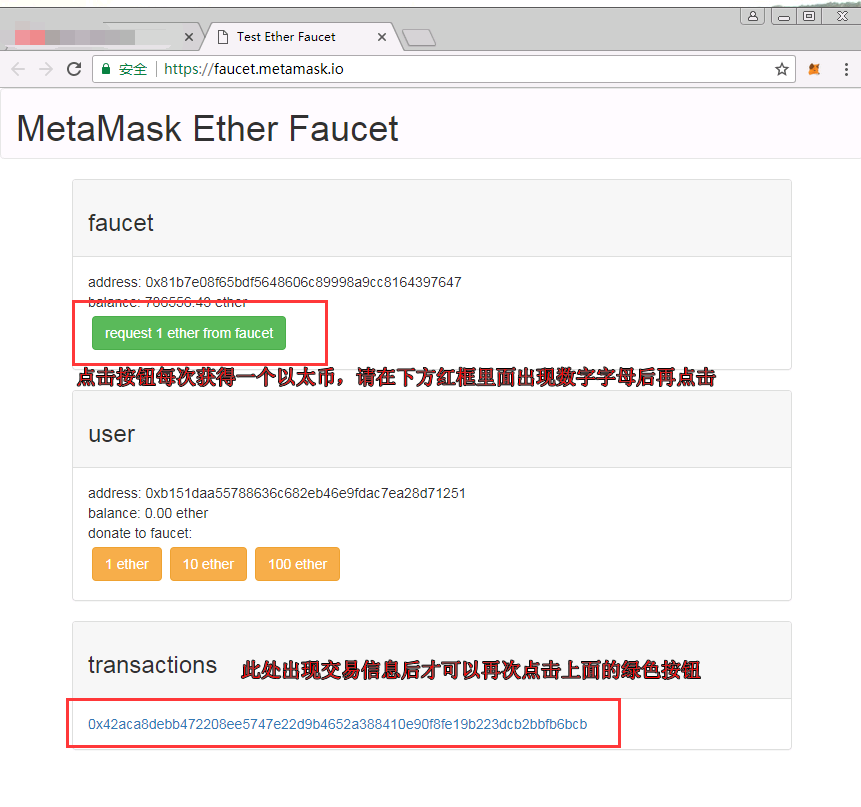 Test Ether Faucet
安全 https://faucet.metamask.io
MetaMask Ether Faucet
faucet
address: 0x81b7e08f65bdf5648606c89998a9cc8164397647
balance: 786556.43 ether
request 1 ether from faucet
点击按钮每次获得一个以太币，请在下方红框里面出现数字字母后再点击
user
address: 0xb151daa55788636c682eb46e9fdac7ea28d71251
balance: 0.00 ether
donate to faucet:
1 ether 10 ether 100 ether
transactions 此处出现交易信息后才可以再次点击上面的绿色按钮
0x42aca8debb472208ee5747e22d9b4652a388410e90f8fe19b223dcb2bbfb6bcb